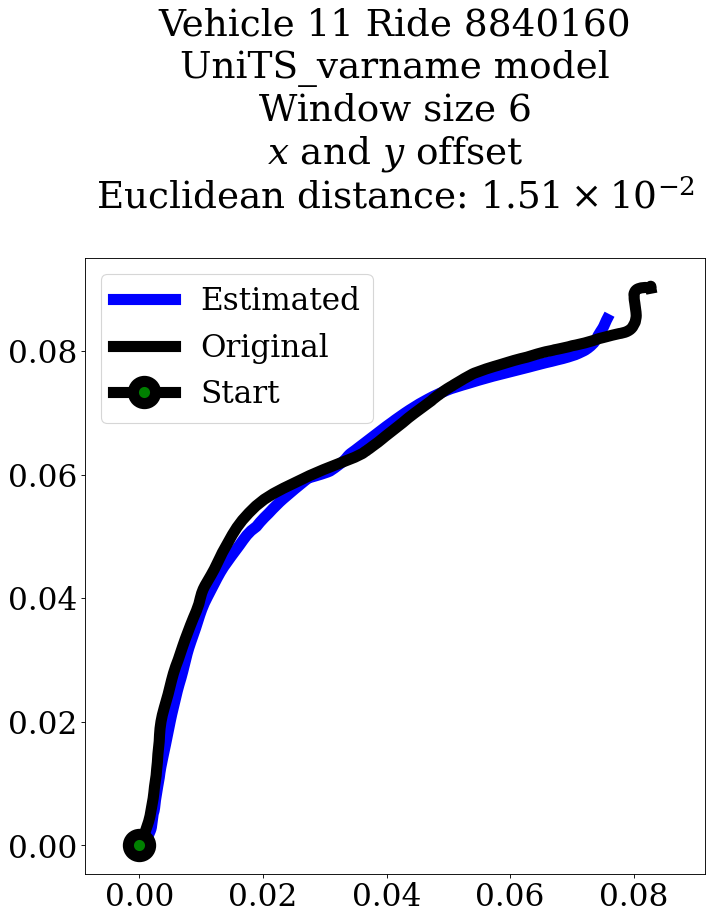 Vehicle 11 Ride 8840160
UniTS_varname model
Window size 6
x and y offset
Euclidean distance: 1.51 × 10⁻²
Estimated
Original
Start
0.08
0.06
0.04
0.02
0.00
0.00 0.02 0.04 0.06 0.08